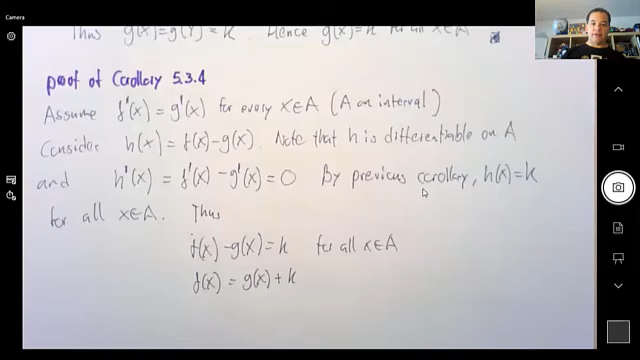 Camera
Thus g(x)=g(y)=k. Hence g(x)=k for all x∈A
proof of Corollary 5.3.4
Assume f'(x)=g'(x) for every x∈A (A an interval)
Consider h(x)=f(x)-g(x). Note that h is differentiable on A
and h'(x)=f'(x)-g'(x)=0 By previous corollary, h(x)=k
for all x∈A. Thus
f(x)-g(x)=k for all x∈A
f(x)=g(x)+k